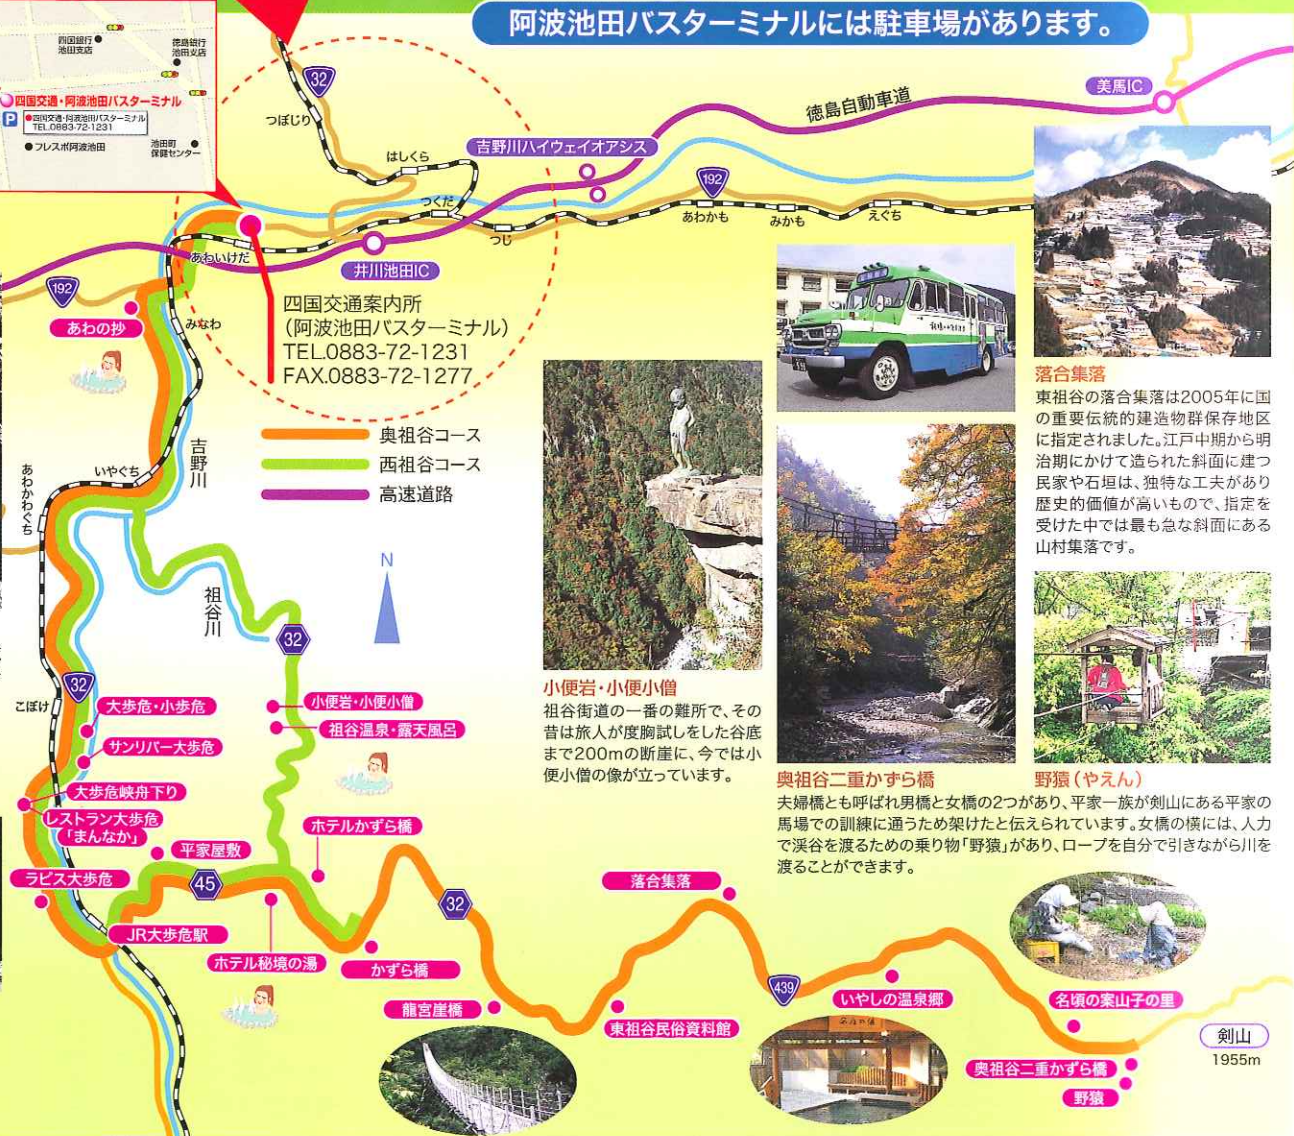 阿波池田バスターミナルには駐車場があります。
四国銀行
池田支店
徳島銀行
池田支店
四国交通・阿波池田バスターミナル
P
四国交通・阿波池田バスターミナル
TEL.0883-72-1231
フレスポ阿波池田
池田町
保健センター
32
つぼじり
はしくら
つくだ
つじ
吉野川ハイウェイオアシス
徳島自動車道
美馬IC
192
あわかも
みかも
えぐち
あわいけだ
井川池田IC
192
あわの抄
みなわ
四国交通案内所
（阿波池田バスターミナル）
TEL.0883-72-1231
FAX.0883-72-1277
奥祖谷コース
西祖谷コース
高速道路
吉野川
いやぐち
あわかわぐち
祖谷川
N
32
32
こぼけ
大歩危・小歩危
サンリバー大歩危
大歩危峡舟下り
レストラン大歩危
「まんなか」
ラピス大歩危
平家屋敷
45
JR大歩危駅
ホテル秘境の湯
小便岩・小便小僧
祖谷温泉・露天風呂
ホテルかずら橋
かずら橋
32
龍宮崖橋
東祖谷民俗資料館
落合集落
439
いやしの温泉郷
名頃の案山子の里
奥祖谷二重かずら橋
野猿
剣山
1955m
落合集落
東祖谷の落合集落は2005年に国
の重要伝統的建造物群保存地区
に指定されました。江戸中期から明
治期にかけて造られた斜面に建つ
民家や石垣は、独特な工夫があり
歴史的価値が高いもので、指定を
受けた中では最も急な斜面にある
山村集落です。
小便岩・小便小僧
祖谷街道の一番の難所で、その
昔は旅人が度胸試しをした谷底
まで200mの断崖に、今では小
便小僧の像が立っています。
奥祖谷二重かずら橋
野猿（やえん）
夫婦橋とも呼ばれ男橋と女橋の2つがあり、平家一族が剣山にある平家の
馬場での訓練に通うため架けたと伝えられています。女橋の横には、人力
で渓谷を渡るための乗り物「野猿」があり、ロープを自分で引きながら川を
渡ることができます。